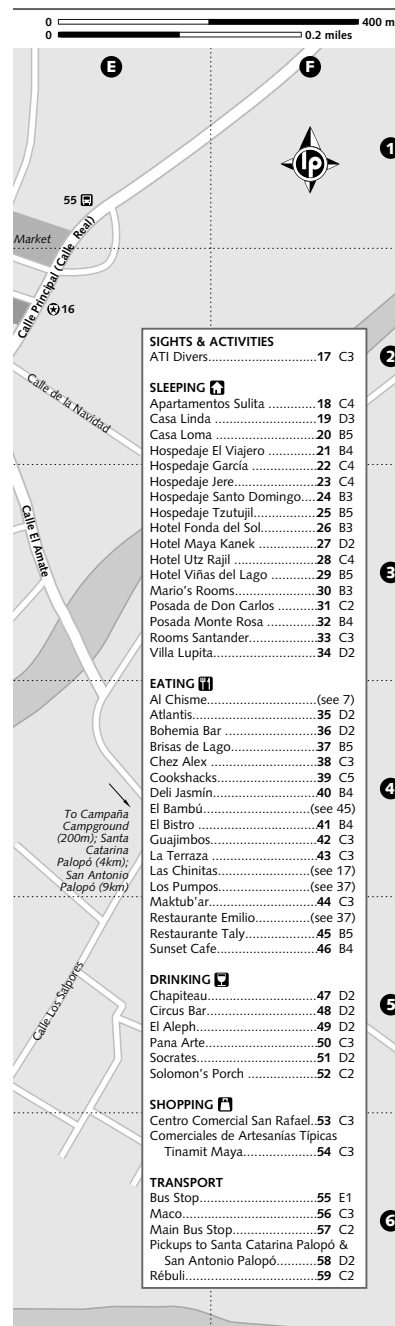 0 400 m
0 0.2 miles
E F
lp
1
55
Market
Calle Principal (Calle Real)
16
2
Calle de la Navidad
SIGHTS & ACTIVITIES
ATI Divers..............................17 C3
SLEEPING
Apartamentos Sulita .............18 C4
Casa Linda ............................19 D3
Casa Loma ............................20 B5
Hospedaje El Viajero .............21 B4
Hospedaje García .................22 C4
Hospedaje Jere......................23 C4
Hospedaje Santo Domingo....24 B3
Hospedaje Tzutujil.................25 B5
Hotel Fonda del Sol...............26 B3
Hotel Maya Kanek ................27 D2
Hotel Utz Rajil ......................28 C4
Hotel Viñas del Lago .............29 B5
Mario's Rooms......................30 B3
Posada de Don Carlos ...........31 C2
Posada Monte Rosa ..............32 B4
Rooms Santander..................33 C3
Villa Lupita............................34 D2
Calle El Amate
3
EATING
Al Chisme..........................(see 7)
Atlantis.................................35 D2
Bohemia Bar .........................36 D2
Brisas de Lago.......................37 B5
Chez Alex .............................38 C3
Cookshacks...........................39 C5
Deli Jasmín............................40 B4
El Bambú.........................(see 45)
El Bistro ................................41 B4
Guajimbos............................42 C3
La Terraza .............................43 C3
Las Chinitas......................(see 17)
Los Pumpos......................(see 37)
Maktub'ar.............................44 C3
Restaurante Emilio............(see 37)
Restaurante Taly...................45 B5
Sunset Cafe..........................46 B4
4
To Campaña
Campground
(200m); Santa
Catarina
Palopó (4km);
San Antonio
Palopó (9km)
Calle Los Salpores
DRINKING
Chapiteau.............................47 D2
Circus Bar.............................48 D2
El Aleph................................49 D2
Pana Arte..............................50 C3
Socrates................................51 D2
Solomon's Porch ...................52 C2
5
SHOPPING
Centro Comercial San Rafael..53 C3
Comerciales de Artesanías Típicas
Tinamit Maya....................54 C3
TRANSPORT
Bus Stop...............................55 E1
Maco....................................56 C3
Main Bus Stop......................57 C2
Pickups to Santa Catarina Palopó &
San Antonio Palopó...........58 D2
Rébuli...................................59 C2
6